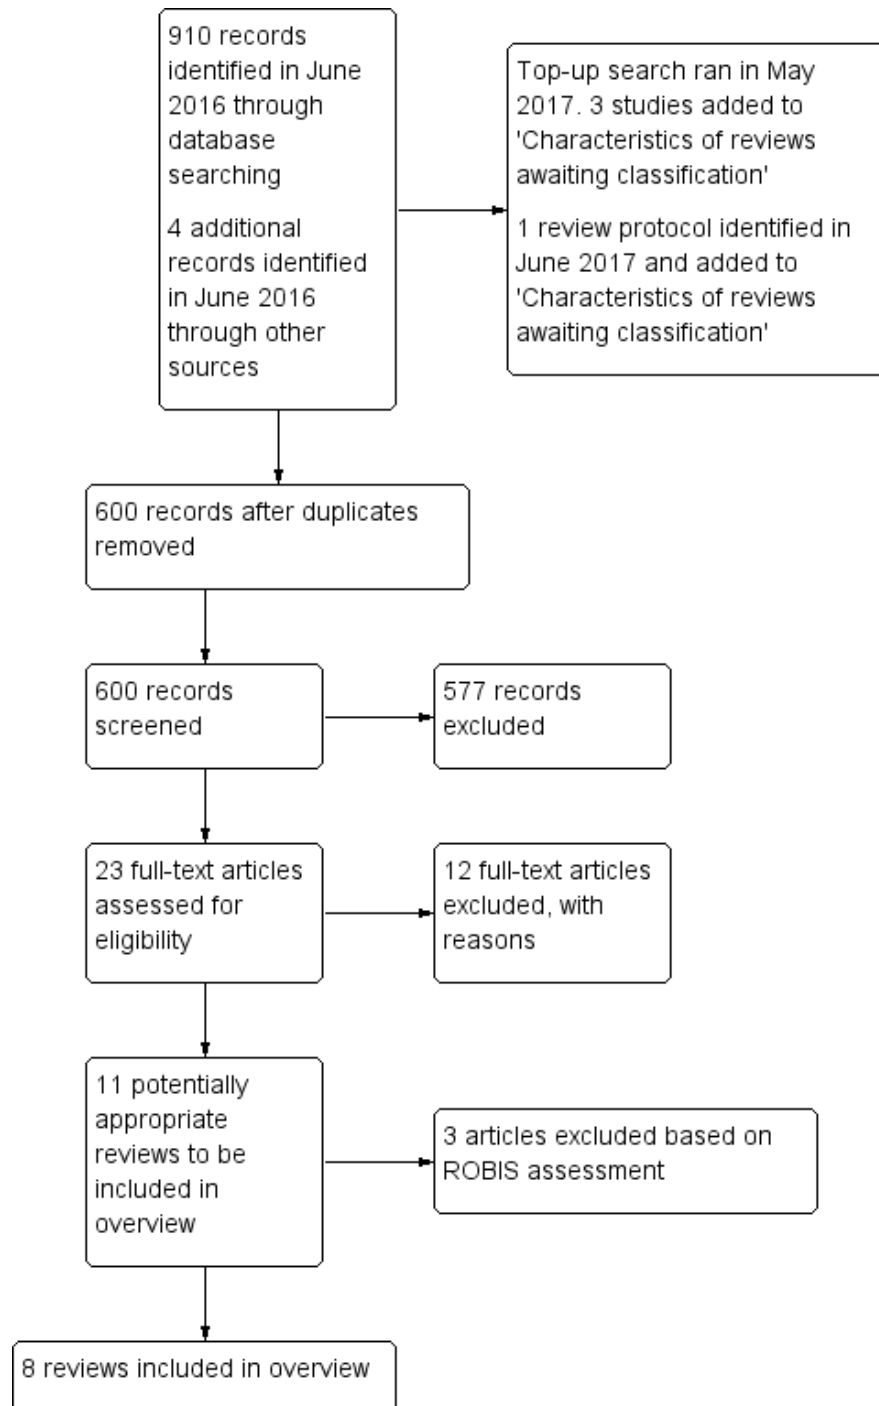 910 records
identified in June
2016 through
database
searching
4 additional
records identified
in June 2016
through other
sources
Top-up search ran in May
2017. 3 studies added to
'Characteristics of reviews
awaiting classification'
1 review protocol identified in
June 2017 and added to
'Characteristics of reviews
awaiting classification'
600 records after duplicates
removed
600 records
screened
577 records
excluded
23 full-text articles
assessed for
eligibility
12 full-text articles
excluded, with
reasons
11 potentially
appropriate
reviews to be
included in
overview
3 articles excluded based on
ROBIS assessment
8 reviews included in overview